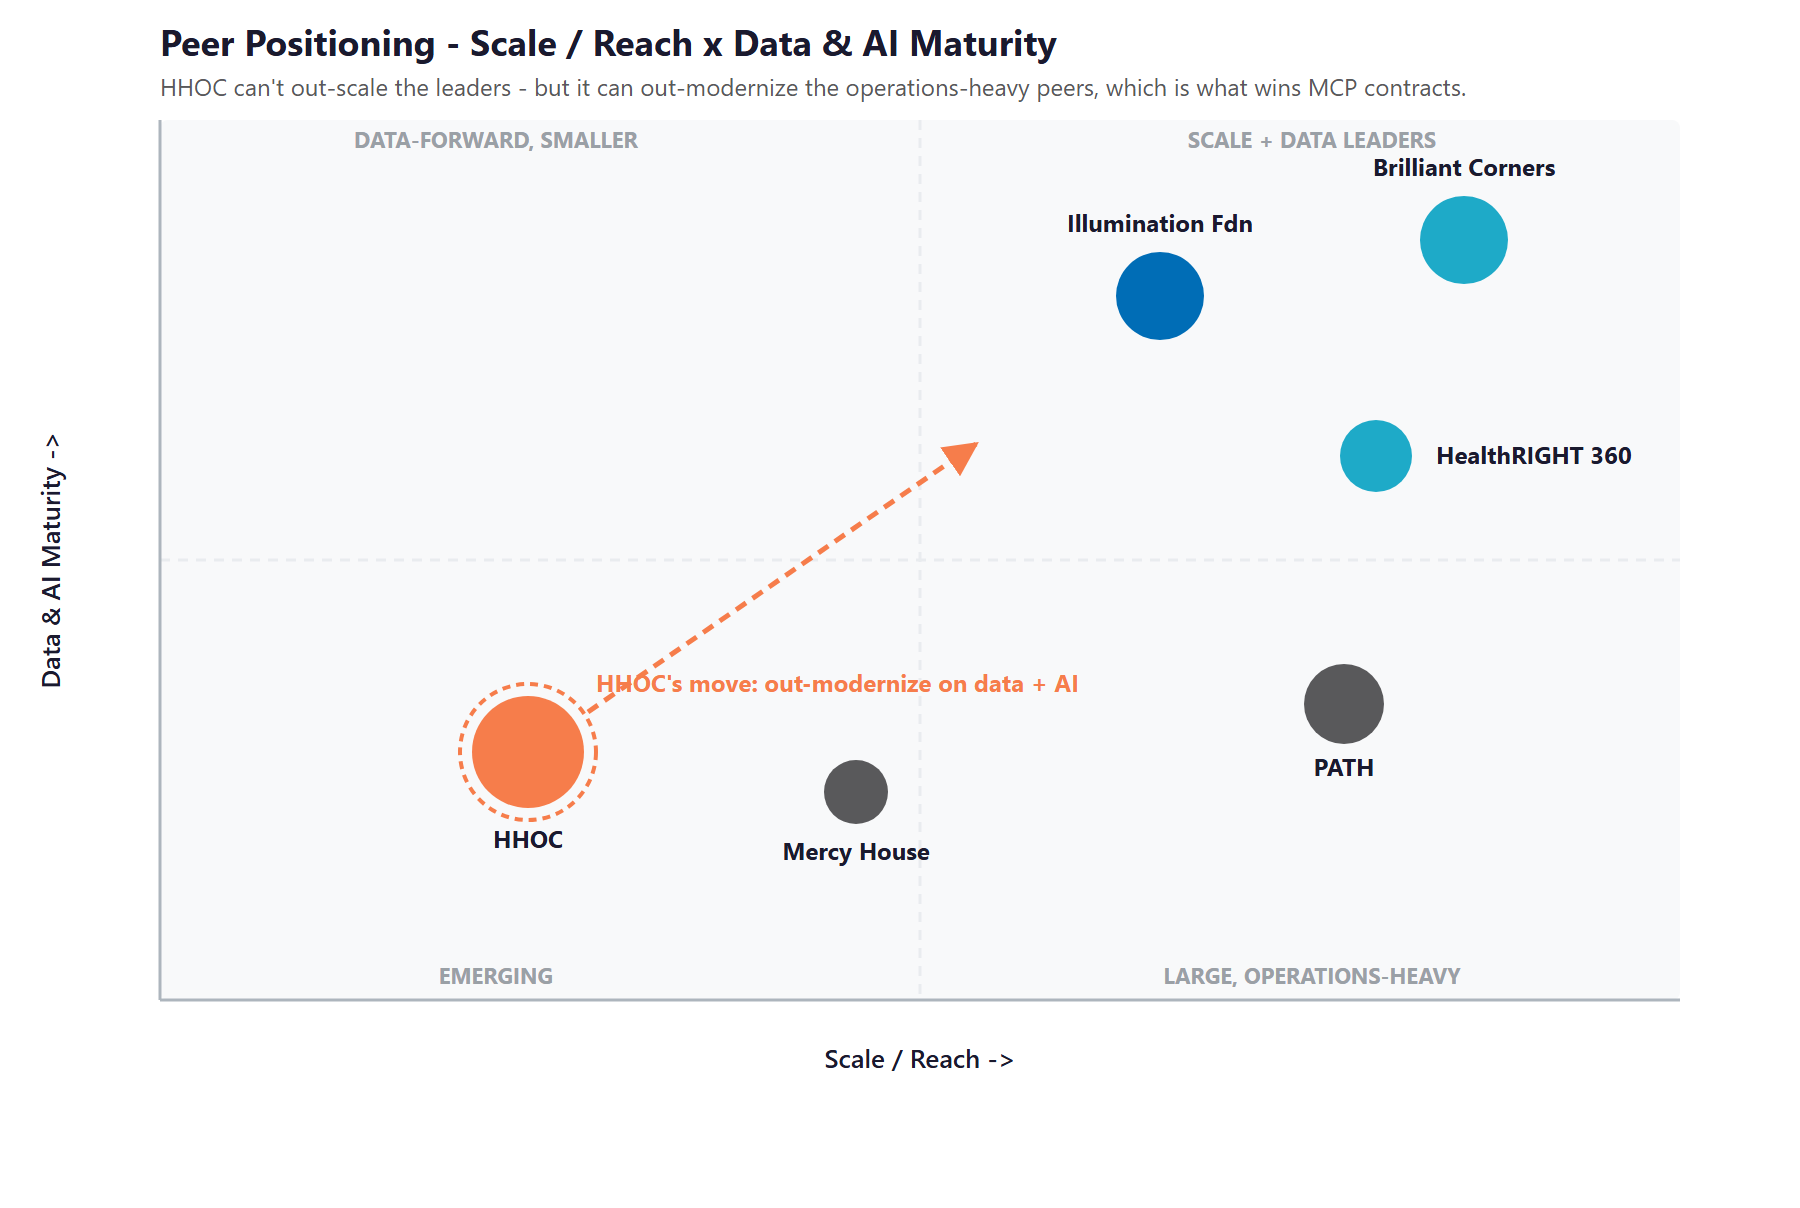 Peer Positioning - Scale / Reach x Data & AI Maturity
HHOC can't out-scale the leaders - but it can out-modernize the operations-heavy peers, which is what wins MCP contracts.
DATA-FORWARD, SMALLER
SCALE + DATA LEADERS
Brilliant Corners
Illumination Fdn
HealthRIGHT 360
Data & AI Maturity ->
HHOC's move: out-modernize on data + AI
PATH
HHOC
Mercy House
EMERGING
LARGE, OPERATIONS-HEAVY
Scale / Reach ->